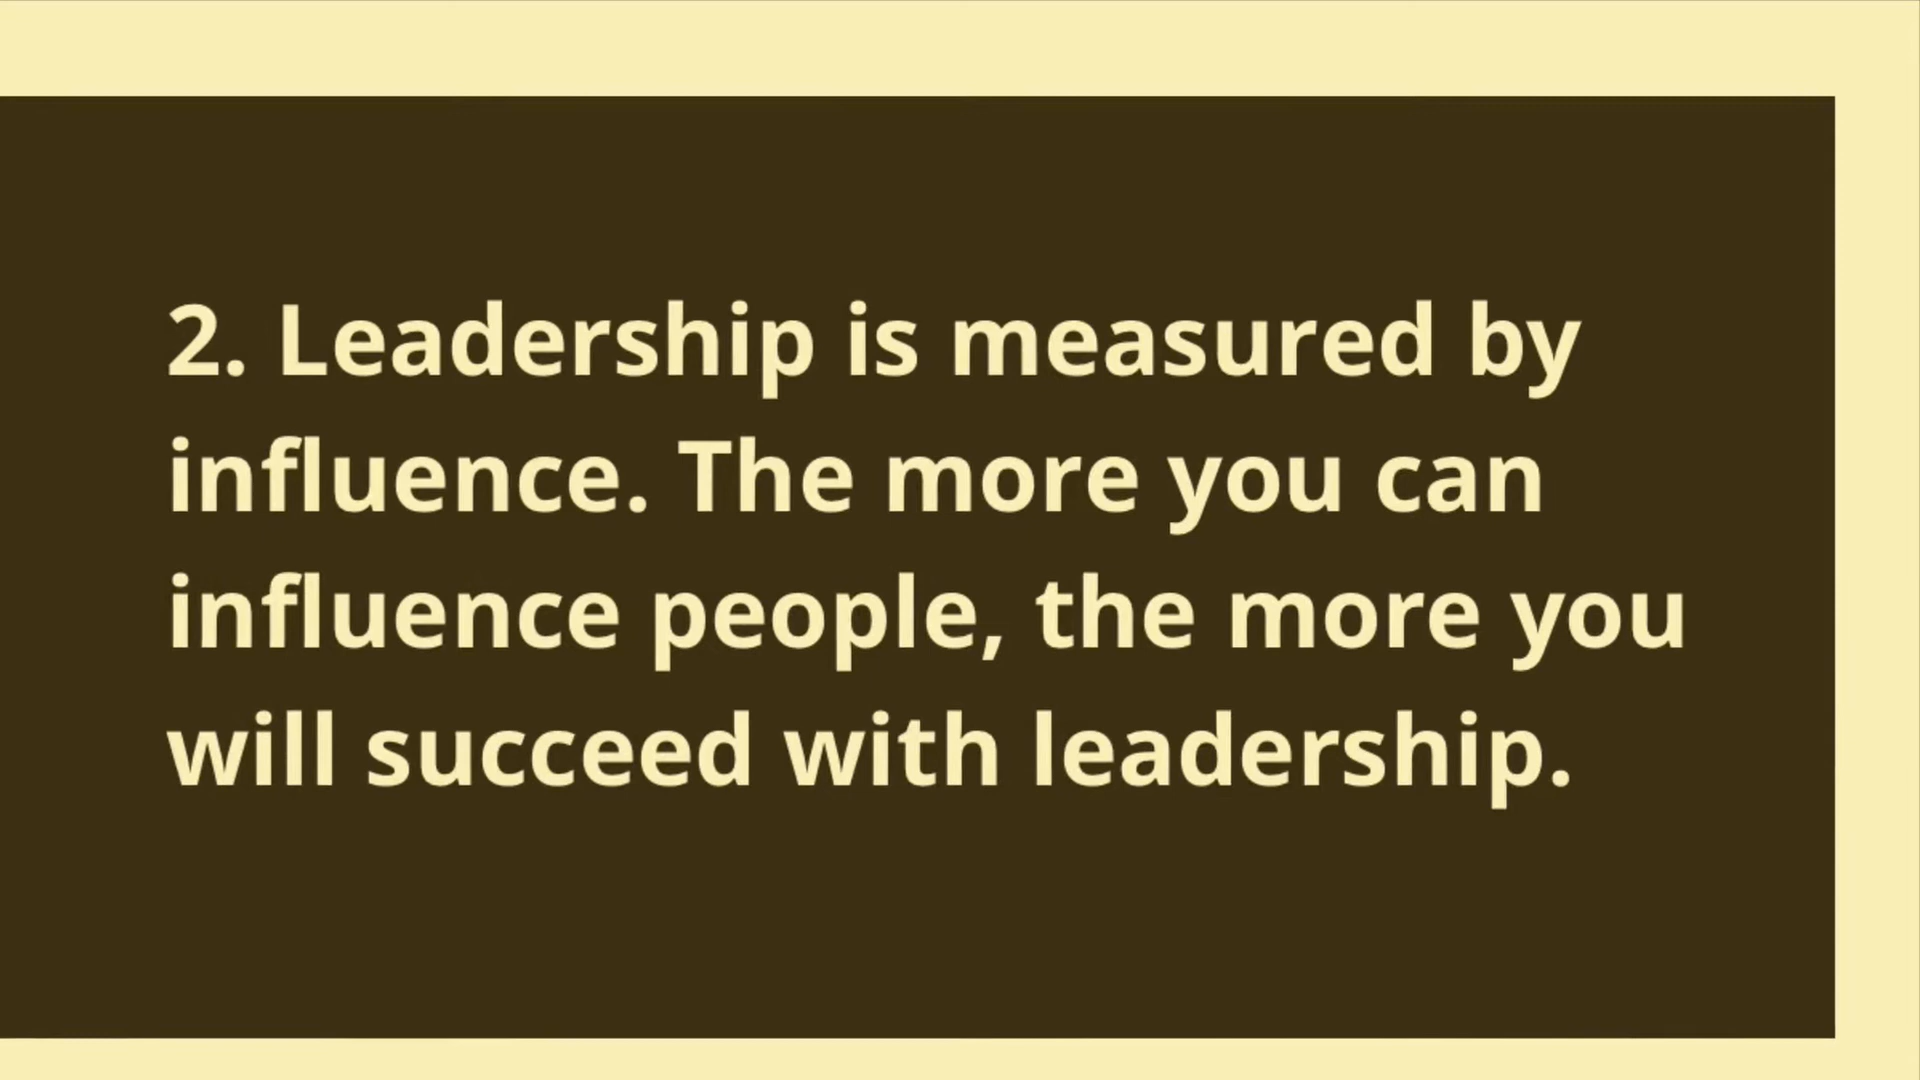 2. Leadership is measured by
influence. The more you can
influence people, the more you
will succeed with leadership.